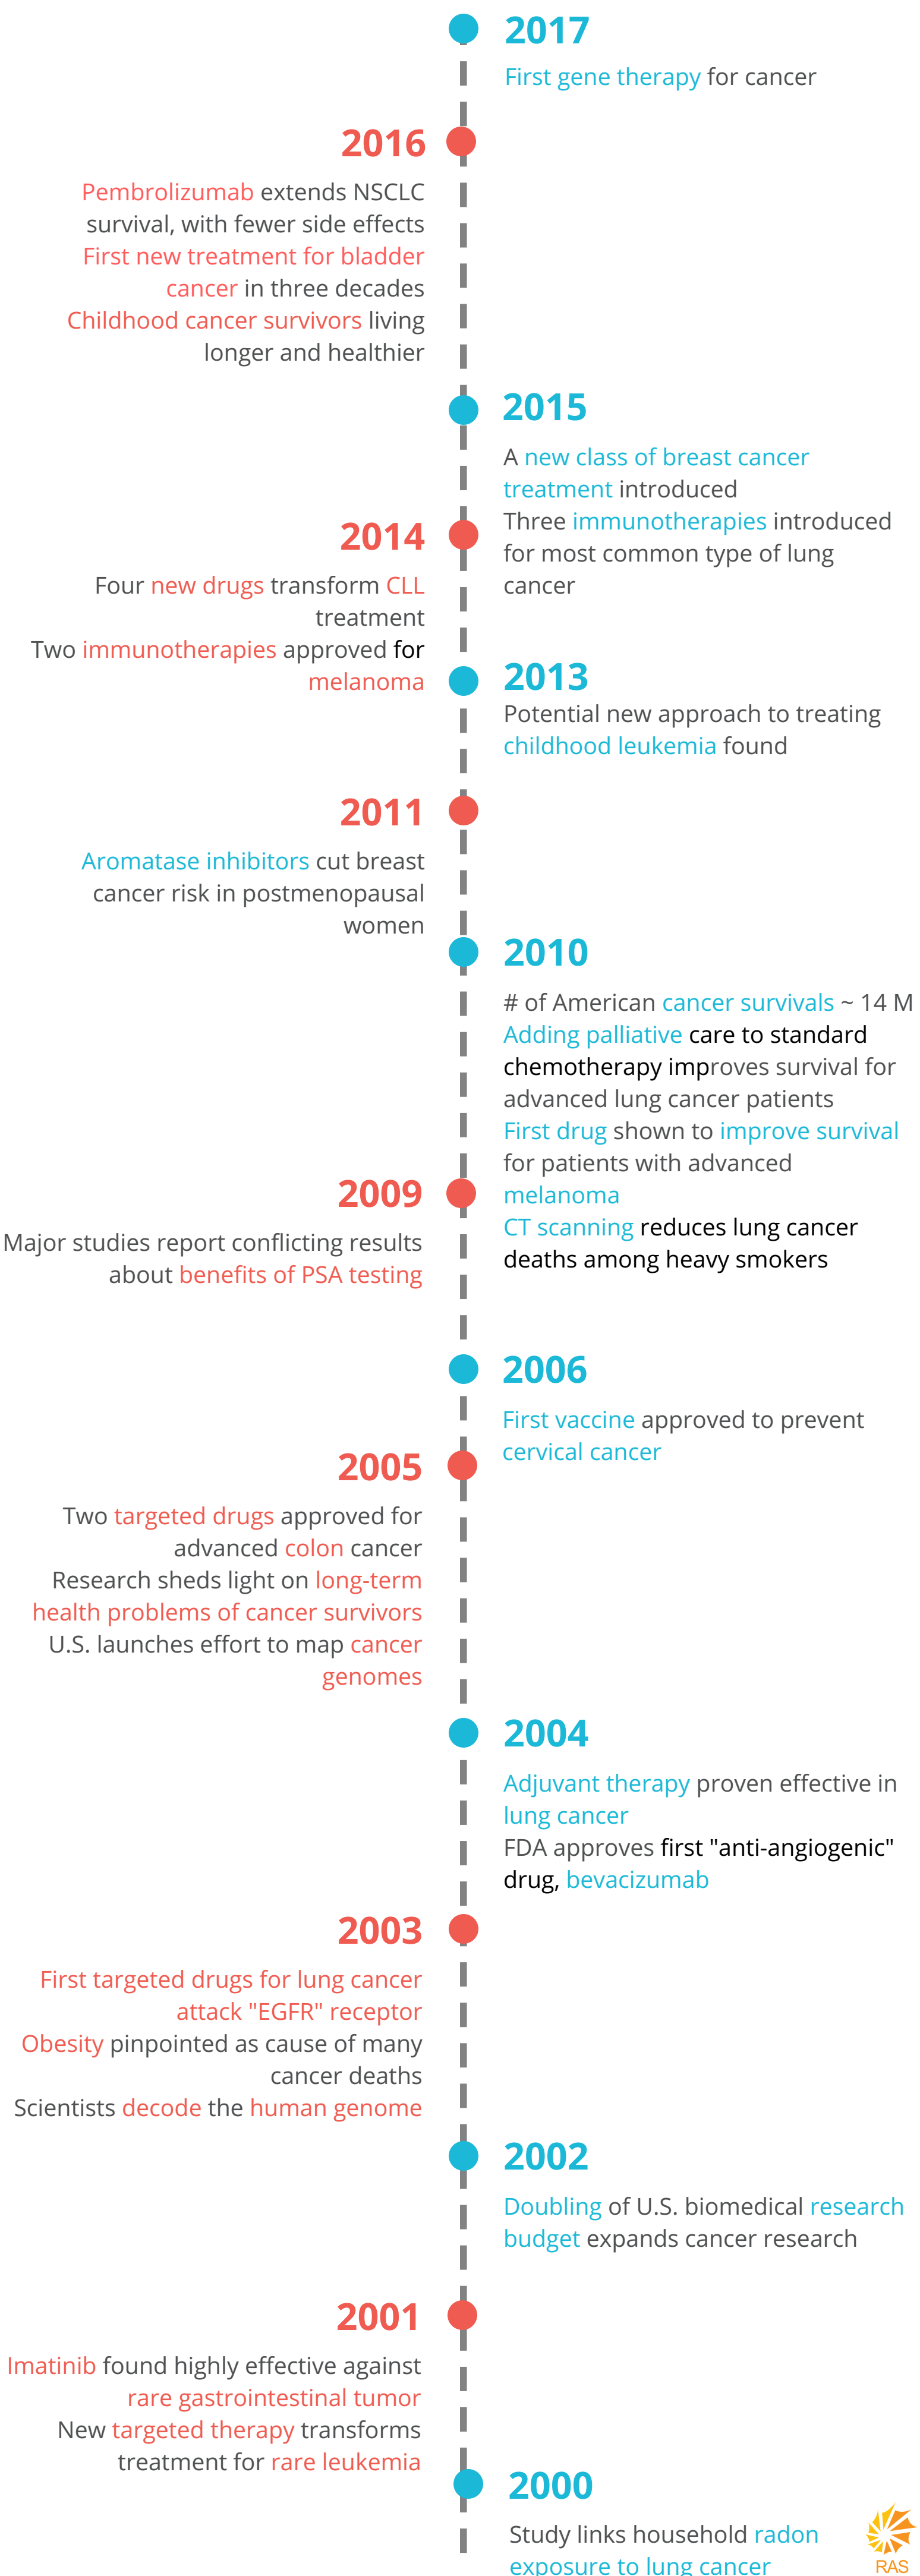 2017
First gene therapy for cancer
2016
Pembrolizumab extends NSCLC
survival, with fewer side effects
First new treatment for bladder
cancer in three decades
Childhood cancer survivors living
longer and healthier
2015
A new class of breast cancer
treatment introduced
Three immunotherapies introduced
for most common type of lung
cancer
2014
Four new drugs transform CLL
treatment
Two immunotherapies approved for
melanoma
2013
Potential new approach to treating
childhood leukemia found
2011
Aromatase inhibitors cut breast
cancer risk in postmenopausal
women
2010
# of American cancer survivals ~ 14 M
Adding palliative care to standard
chemotherapy improves survival for
advanced lung cancer patients
First drug shown to improve survival
for patients with advanced
melanoma
CT scanning reduces lung cancer
deaths among heavy smokers
2009
Major studies report conflicting results
about benefits of PSA testing
2006
First vaccine approved to prevent
cervical cancer
2005
Two targeted drugs approved for
advanced colon cancer
Research sheds light on long-term
health problems of cancer survivors
U.S. launches effort to map cancer
genomes
2004
Adjuvant therapy proven effective in
lung cancer
FDA approves first "anti-angiogenic"
drug, bevacizumab
2003
First targeted drugs for lung cancer
attack "EGFR" receptor
Obesity pinpointed as cause of many
cancer deaths
Scientists decode the human genome
2002
Doubling of U.S. biomedical research
budget expands cancer research
2001
Imatinib found highly effective against
rare gastrointestinal tumor
New targeted therapy transforms
treatment for rare leukemia
2000
Study links household radon
exposure to lung cancer
RAS